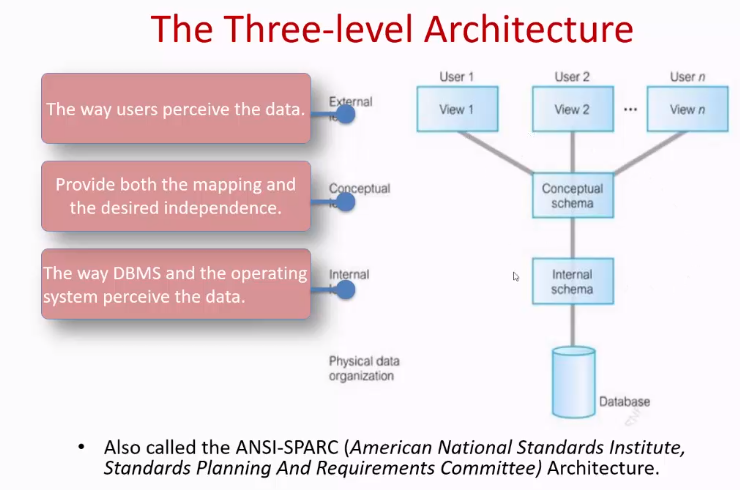 The Three-level Architecture
The way users perceive the data.
External
User 1
User 2
User n
View 1
View 2
...
View n
Provide both the mapping and
the desired independence.
Conceptual
Conceptual
schema
The way DBMS and the operating
system perceive the data.
Internal
Internal
schema
Physical data
organization
Database
• Also called the ANSI-SPARC (American National Standards Institute,
Standards Planning And Requirements Committee) Architecture.